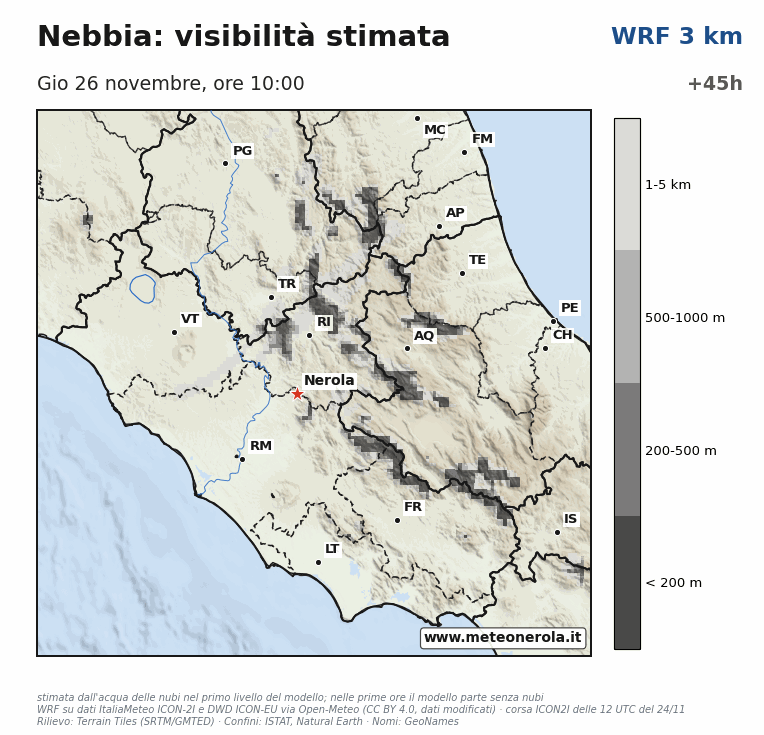 Nebbia: visibilità stimata
WRF 3 km
Gio 26 novembre, ore 10:00
+45h
MC
FM
PG
AP
TE
TR
PE
VT
RI
AQ
CH
Nerola
RM
FR
IS
LT
www.meteonerola.it
1-5 km
500-1000 m
200-500 m
< 200 m
stimata dall'acqua delle nubi nel primo livello del modello; nelle prime ore il modello parte senza nubi
WRF su dati ItaliaMeteo ICON-2I e DWD ICON-EU via Open-Meteo (CC BY 4.0, dati modificati) · corsa ICON2I delle 12 UTC del 24/11
Rilievo: Terrain Tiles (SRTM/GMTED) · Confini: ISTAT, Natural Earth · Nomi: GeoNames